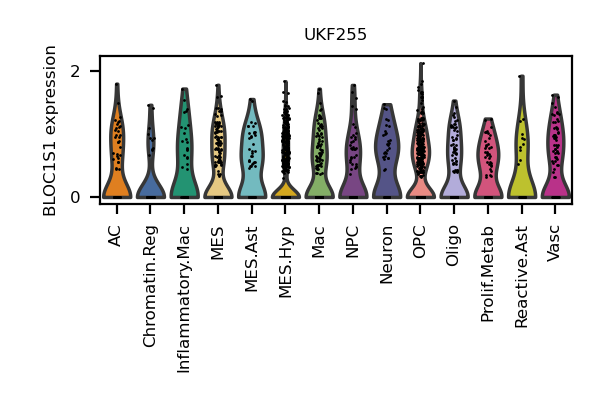 UKF255
BLOC1S1 expression
2
0
AC
Chromatin.Reg
Inflammatory.Mac
MES
MES.Ast
MES.Hyp
Mac
NPC
Neuron
OPC
Oligo
Prolif.Metab
Reactive.Ast
Vasc